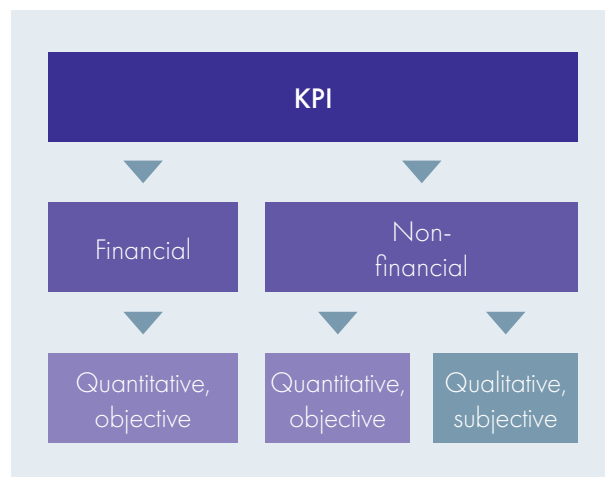 KPI
Financial
Non-
financial
Quantitative,
objective
Quantitative,
objective
Qualitative,
subjective